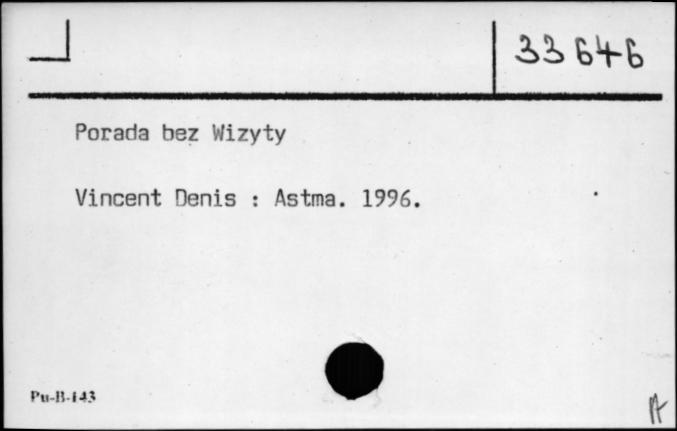 33646
Porada bez Wizyty
Vincent Denis : Astma. 1996.
Pu-B-143
A